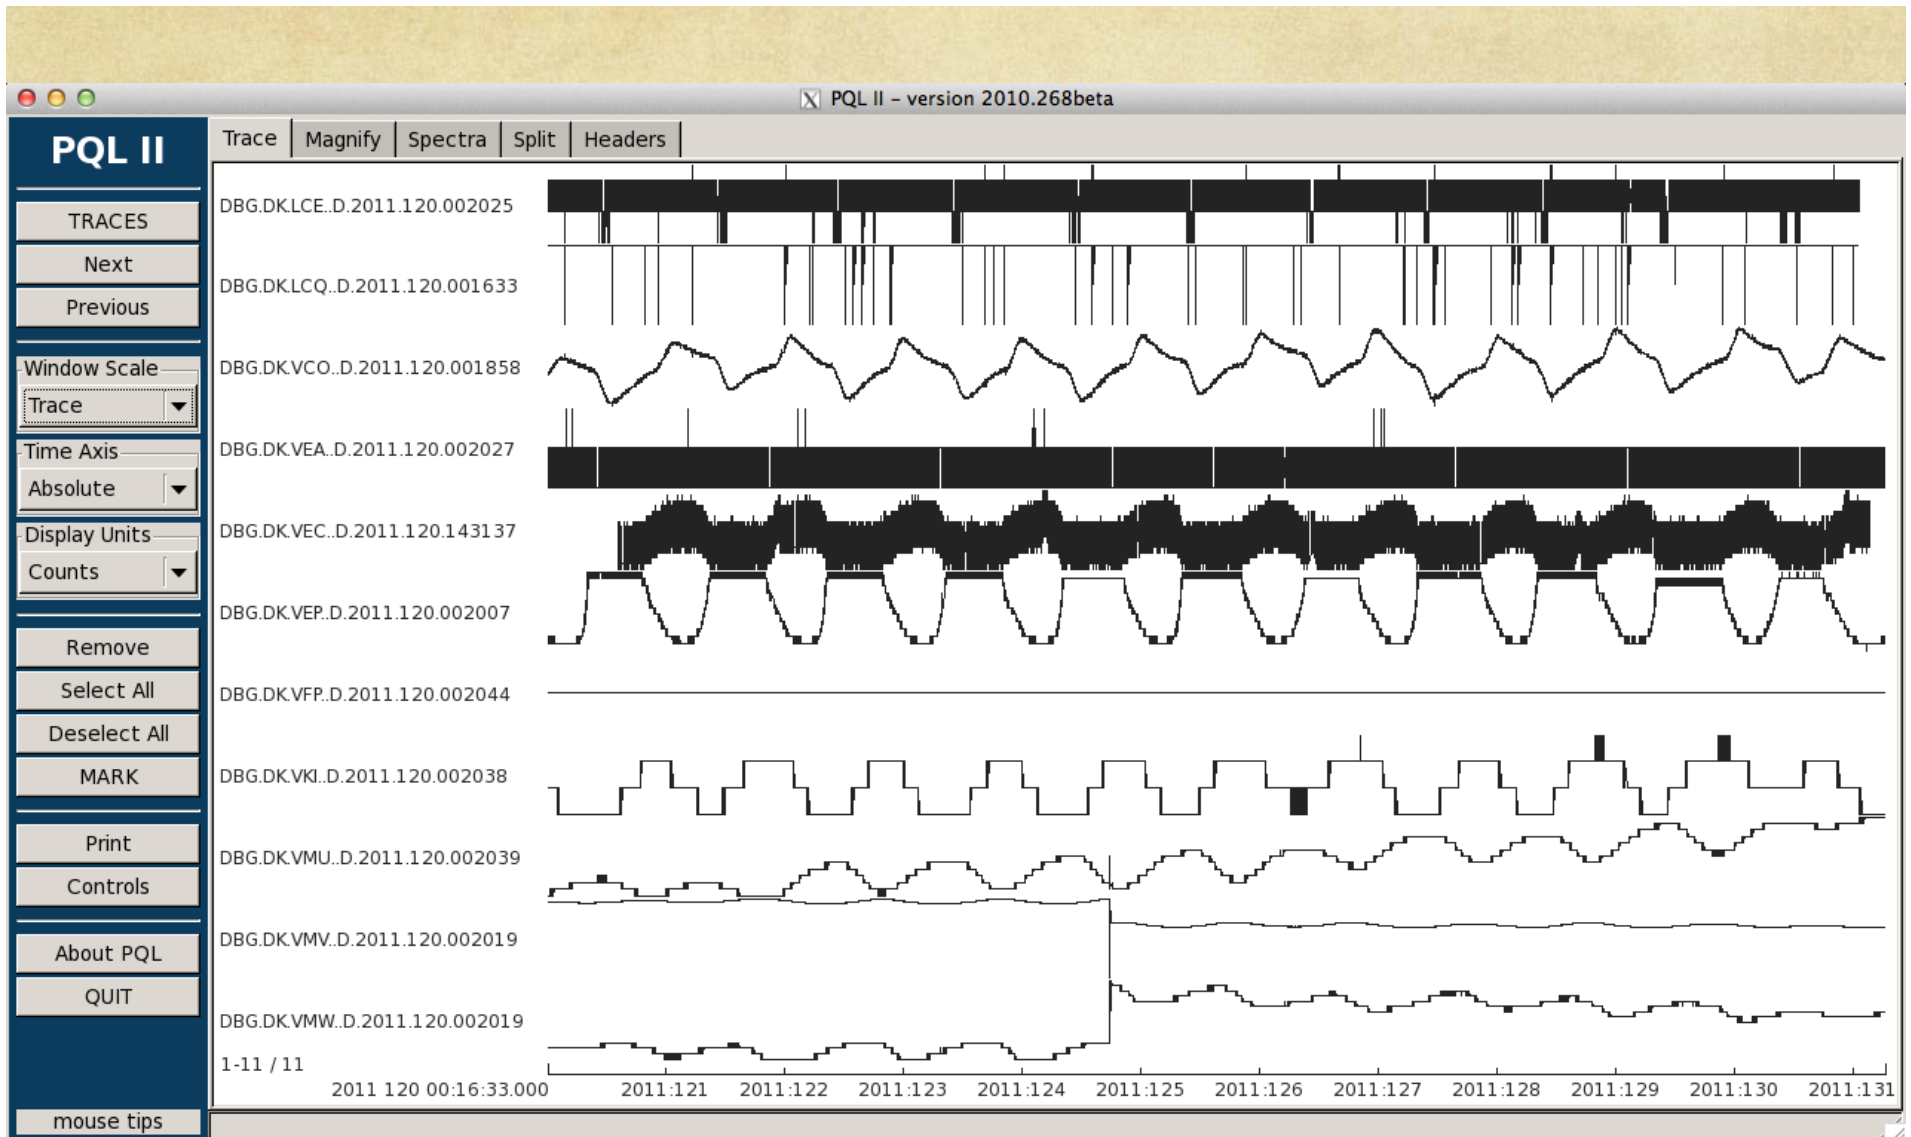 PQL II – version 2010.268beta
PQL II
TRACES
Next
Previous
Window Scale
Trace
Time Axis
Absolute
Display Units
Counts
Remove
Select All
Deselect All
MARK
Print
Controls
About PQL
QUIT
mouse tips
Trace Magnify Spectra Split Headers
DBG.DK.LCE..D.2011.120.002025
DBG.DK.LCQ..D.2011.120.001633
DBG.DK.VCO..D.2011.120.001858
DBG.DK.VEA..D.2011.120.002027
DBG.DK.VEC..D.2011.120.143137
DBG.DK.VEP..D.2011.120.002007
DBG.DK.VFP..D.2011.120.002044
DBG.DK.VKI..D.2011.120.002038
DBG.DK.VMU..D.2011.120.002039
DBG.DK.VMV..D.2011.120.002019
DBG.DK.VMW..D.2011.120.002019
1-11 / 11
2011 120 00:16:33.000 2011:121 2011:122 2011:123 2011:124 2011:125 2011:126 2011:127 2011:128 2011:129 2011:130 2011:131